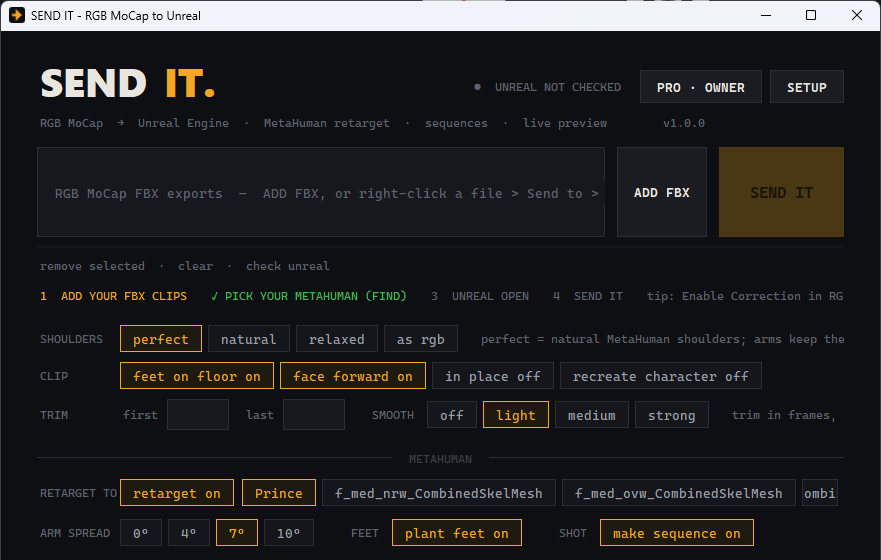 SEND IT - RGB MoCap to Unreal
SEND IT.
UNREAL NOT CHECKED
PRO · OWNER
SETUP
RGB MoCap → Unreal Engine · MetaHuman retarget · sequences · live preview v1.0.0
RGB MoCap FBX exports — ADD FBX, or right-click a file > Send to >
ADD FBX
SEND IT
remove selected · clear · check unreal
1 ADD YOUR FBX CLIPS ✓ PICK YOUR METAHUMAN (FIND) 3 UNREAL OPEN 4 SEND IT tip: Enable Correction in RG
SHOULDERS perfect natural relaxed as rgb perfect = natural MetaHuman shoulders; arms keep the
CLIP feet on floor on face forward on in place off recreate character off
TRIM first last SMOOTH off light medium strong trim in frames,
METAHUMAN
RETARGET TO retarget on Prince f_med_nrw_CombinedSkelMesh f_med_ovw_CombinedSkelMesh ombi
ARM SPREAD 0° 4° 7° 10° FEET plant feet on SHOT make sequence on